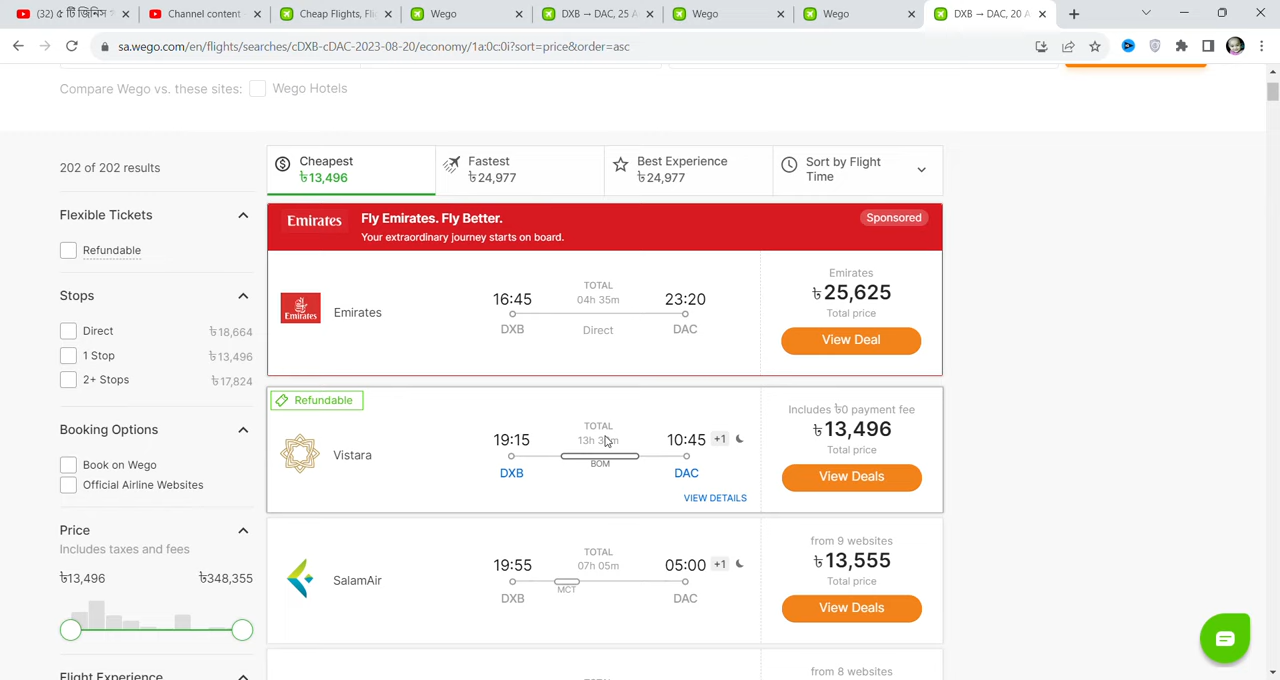 (32) ৫ টি
Channel content
Cheap Flights, Fli
Wego
DXB → DAC, 25 A
Wego
Wego
DXB → DAC, 20 A
sa.wego.com/en/flights/searches/cDXB-cDAC-2023-08-20/economy/1a:0c:0i?sort=price&order=asc
Compare Wego vs. these sites:
Wego Hotels
202 of 202 results
Cheapest
৳13,496
Fastest
৳24,977
Best Experience
৳24,977
Sort by Flight
Time
Flexible Tickets
Refundable
Stops
Direct ৳18,664
1 Stop ৳13,496
2+ Stops ৳17,824
Booking Options
Book on Wego
Official Airline Websites
Price
Includes taxes and fees
৳13,496 ৳348,355
Flight Experience
Emirates
Fly Emirates. Fly Better.
Your extraordinary journey starts on board.
Sponsored
Emirates
Emirates
16:45
DXB
TOTAL
04h 35m
Direct
23:20
DAC
Emirates
৳25,625
Total price
View Deal
Refundable
Vistara
19:15
DXB
TOTAL
13h
BOM
10:45 +1
DAC
VIEW DETAILS
Includes ৳0 payment fee
৳13,496
Total price
View Deals
SalamAir
19:55
DXB
TOTAL
07h 05m
MCT
05:00 +1
DAC
from 9 websites
৳13,555
Total price
View Deals
TOTAL
from 8 websites